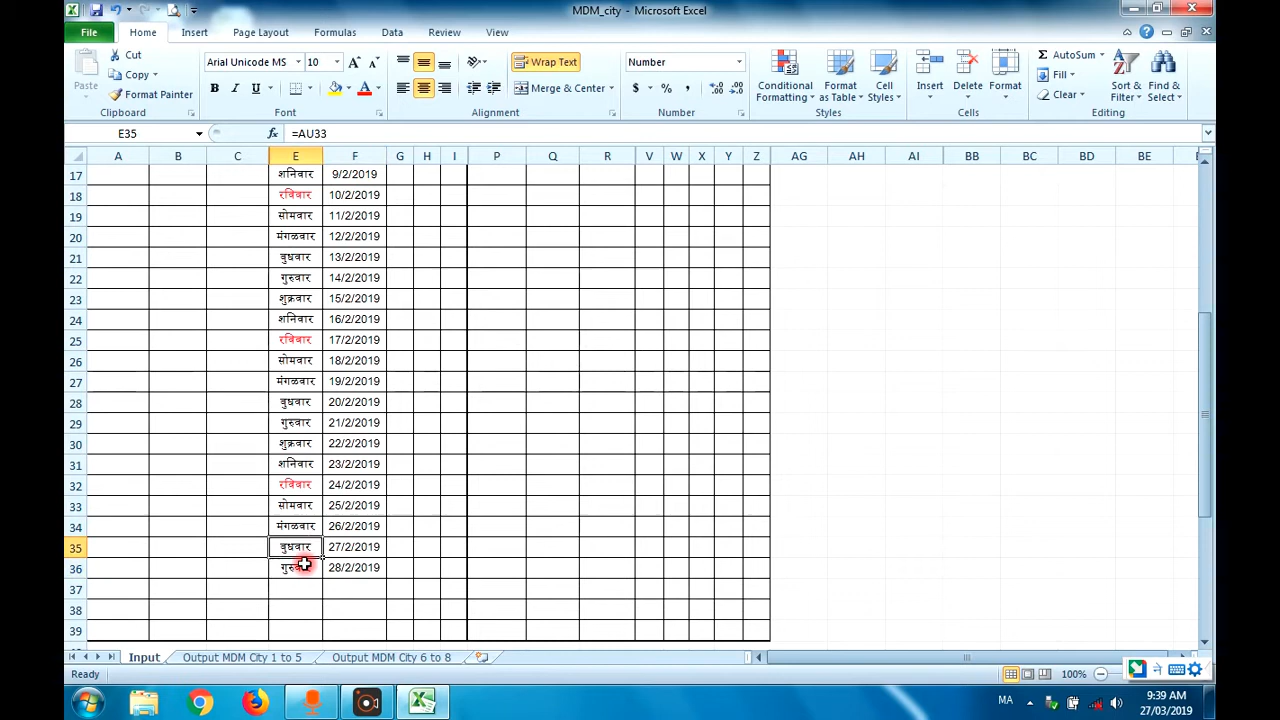 MDM_city - Microsoft Excel
File Home Insert Page Layout Formulas Data Review View
Paste Cut Copy Format Painter Clipboard
Arial Unicode MS 10 B I U A Font
Wrap Text Merge & Center Alignment
Number $ % , Number
Conditional Formatting Format as Table Cell Styles Styles
Insert Delete Format Cells
AutoSum Fill Clear Sort & Filter Find & Select Editing
E35 fx =AU33
A B C E F G H I P Q R V W X Y Z AG AH AI BB BC BD BE
17 शनिवार 9/2/2019
18 रविवार 10/2/2019
19 सोमवार 11/2/2019
20 मंगळवार 12/2/2019
21 बुधवार 13/2/2019
22 गुरुवार 14/2/2019
23 शुक्रवार 15/2/2019
24 शनिवार 16/2/2019
25 रविवार 17/2/2019
26 सोमवार 18/2/2019
27 मंगळवार 19/2/2019
28 बुधवार 20/2/2019
29 गुरुवार 21/2/2019
30 शुक्रवार 22/2/2019
31 शनिवार 23/2/2019
32 रविवार 24/2/2019
33 सोमवार 25/2/2019
34 मंगळवार 26/2/2019
35 बुधवार 27/2/2019
36 28/2/2019
37
38
39
Input Output MDM City 1 to 5 Output MDM City 6 to 8
Ready 100%
MA 9:39 AM
27/03/2019